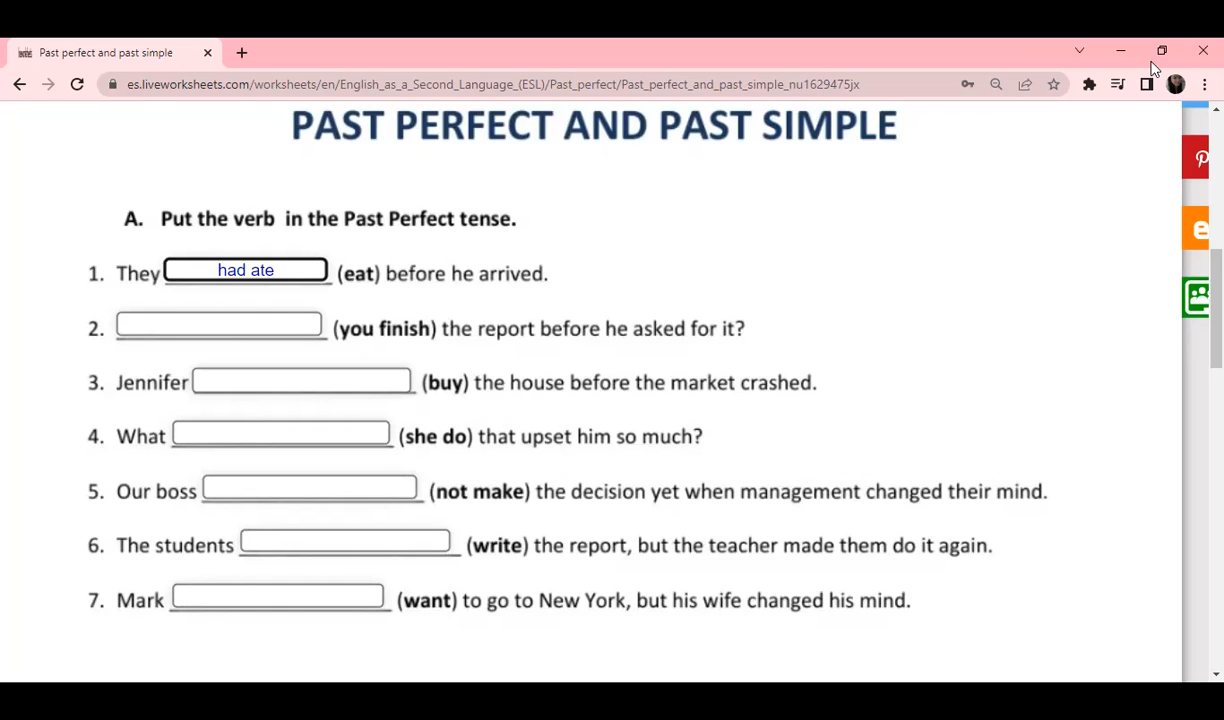 Past perfect and past simple
es.liveworksheets.com/worksheets/en/English_as_a_Second_Language_(ESL)/Past_perfect/Past_perfect_and_past_simple_nu1629475jx
PAST PERFECT AND PAST SIMPLE
A. Put the verb in the Past Perfect tense.
1. They had ate (eat) before he arrived.
2. (you finish) the report before he asked for it?
3. Jennifer (buy) the house before the market crashed.
4. What (she do) that upset him so much?
5. Our boss (not make) the decision yet when management changed their mind.
6. The students (write) the report, but the teacher made them do it again.
7. Mark (want) to go to New York, but his wife changed his mind.